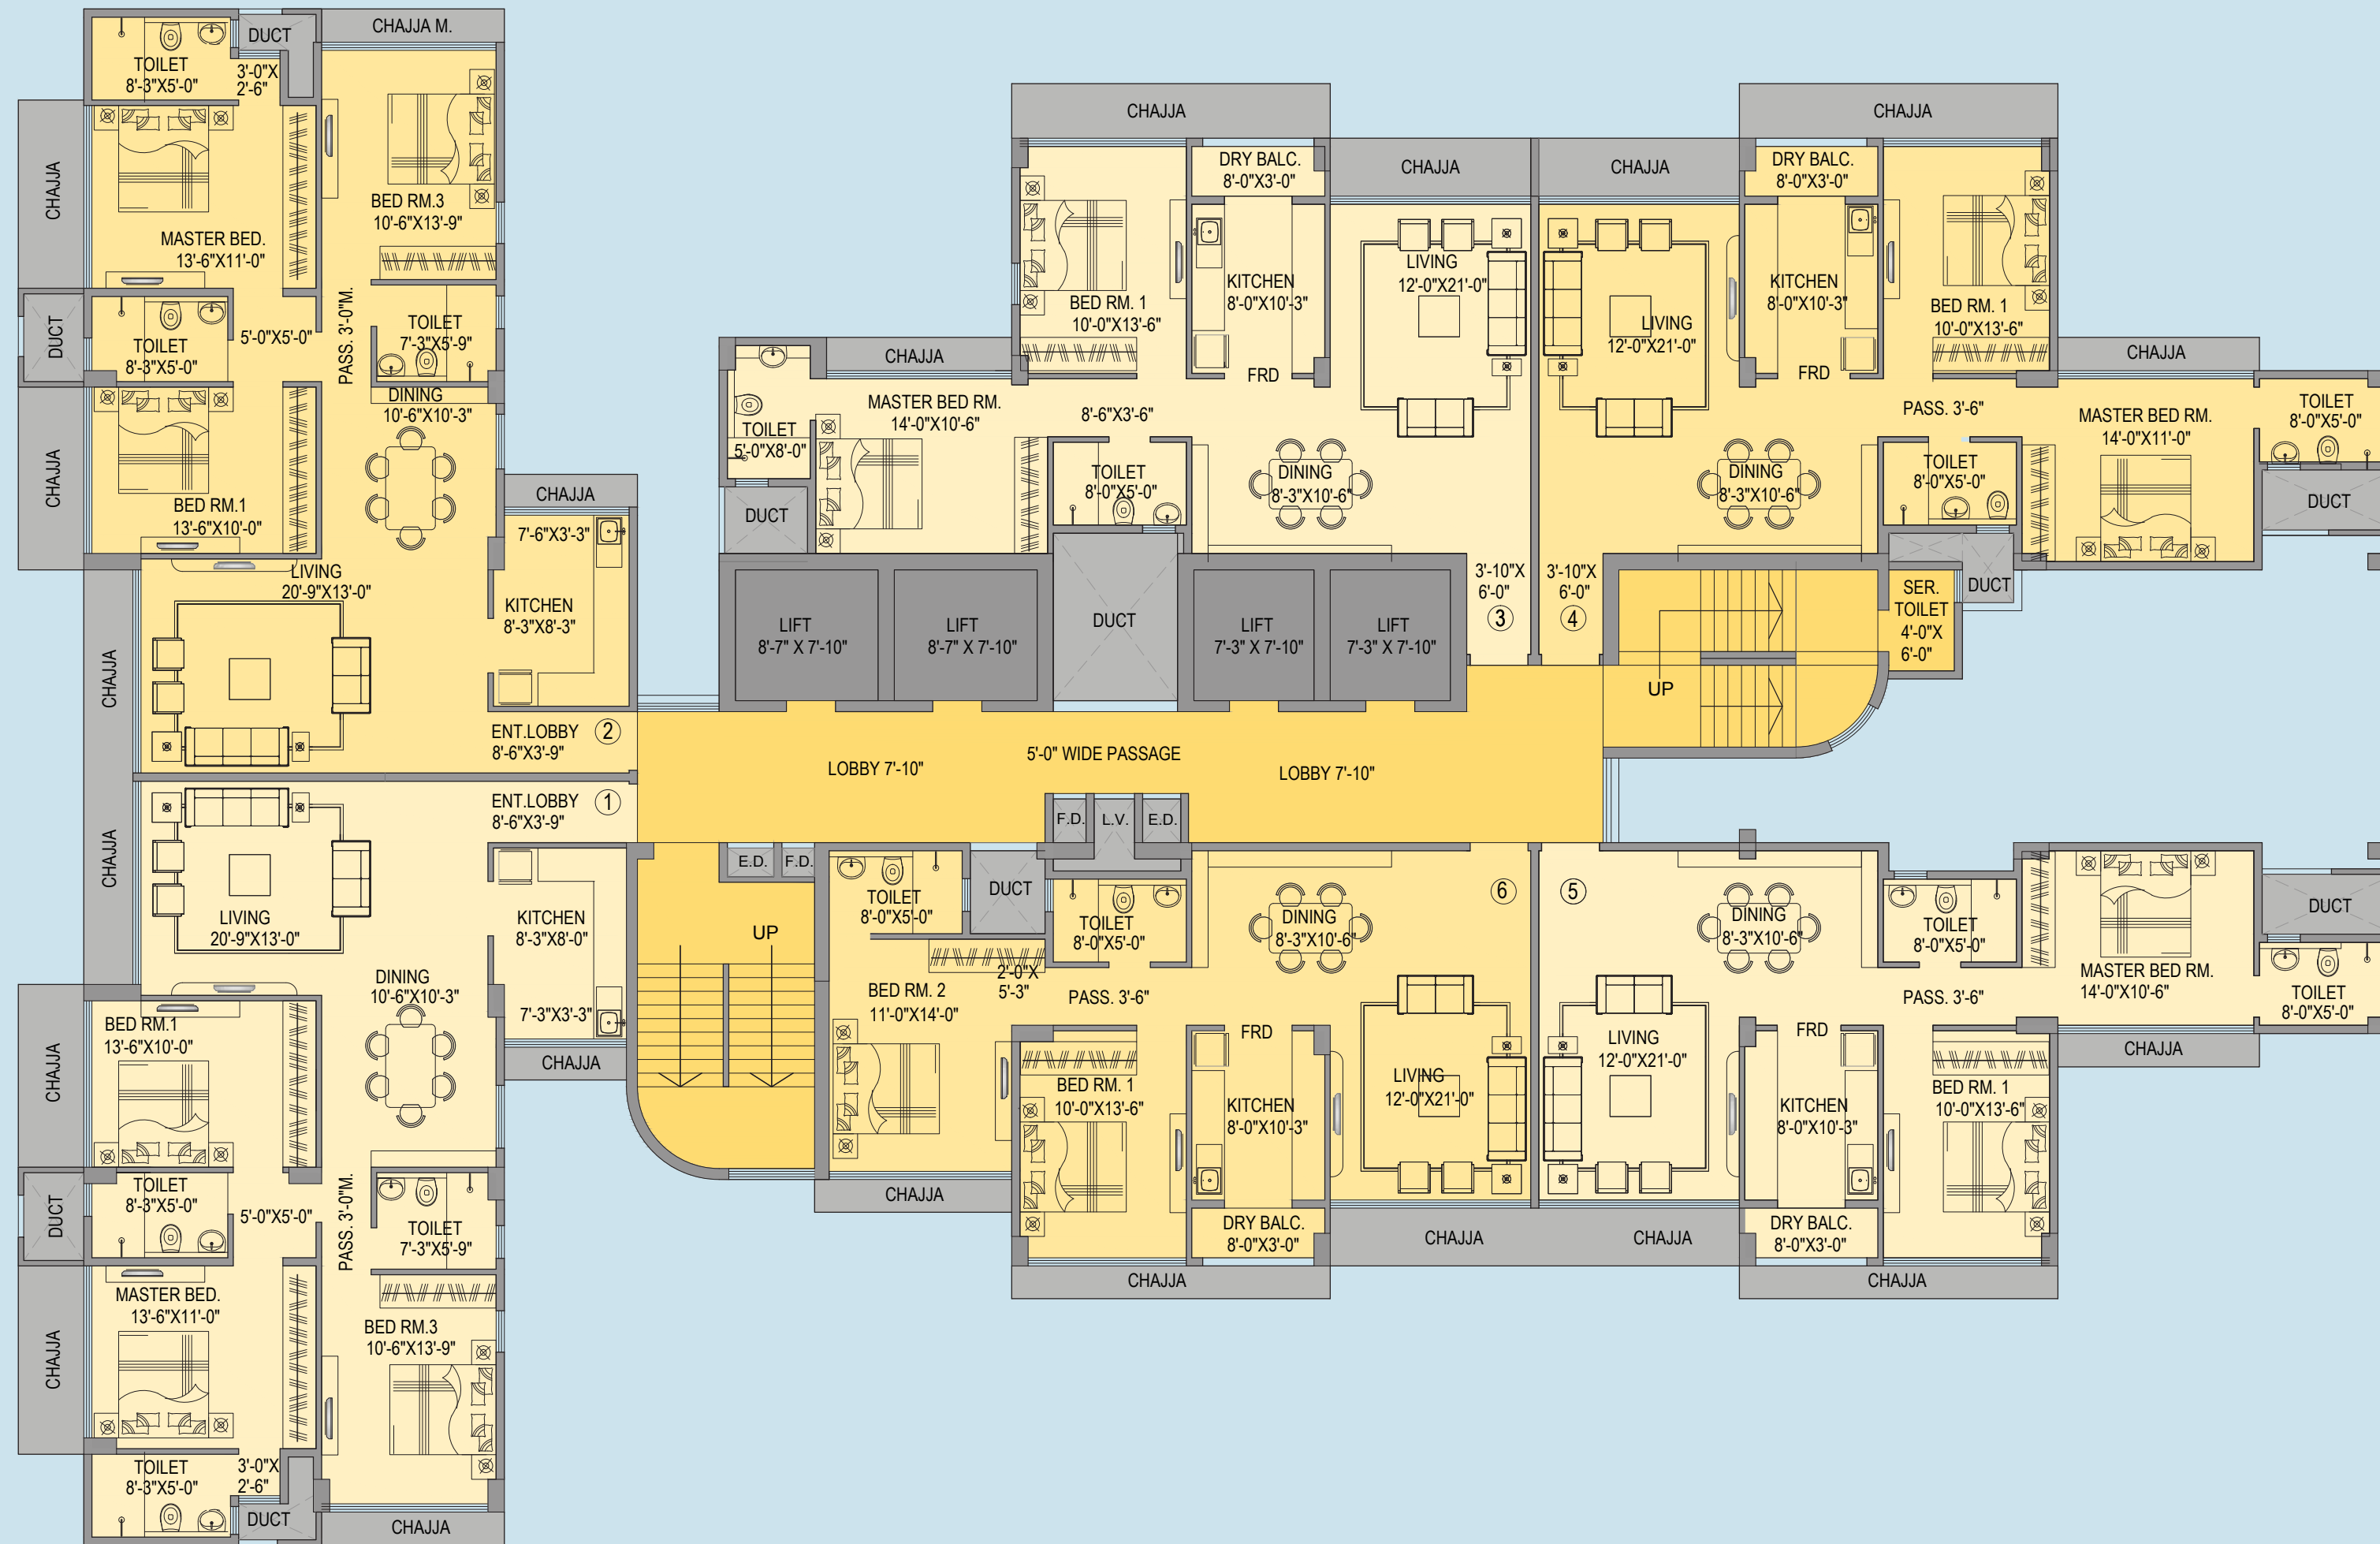 TOILET
8'-3"X5'-0"
DUCT
3'-0"X
2'-6"
CHAJJA M.
CHAJJA
MASTER BED.
13'-6"X11'-0"
BED RM.3
10'-6"X13'-9"
DUCT
TOILET
8'-3"X5'-0"
5'-0"X5'-0"
PASS. 3'-0"M.
TOILET
7'-3"X5'-9"
DINING
10'-6"X10'-3"
CHAJJA
BED RM.1
13'-6"X10'-0"
CHAJJA
7'-6"X3'-3"
LIVING
20'-9"X13'-0"
KITCHEN
8'-3"X8'-3"
CHAJJA
ENT.LOBBY
8'-6"X3'-9"
2
CHAJJA
DRY BALC.
8'-0"X3'-0"
CHAJJA
BED RM. 1
10'-0"X13'-6"
KITCHEN
8'-0"X10'-3"
LIVING
12'-0"X21'-0"
CHAJJA
TOILET
5'-0"X8'-0"
MASTER BED RM.
14'-0"X10'-6"
8'-6"X3'-6"
FRD
TOILET
8'-0"X5'-0"
DINING
8'-3"X10'-6"
DUCT
3'-10"X
6'-0"
3
CHAJJA
CHAJJA
DRY BALC.
8'-0"X3'-0"
LIVING
12'-0"X21'-0"
KITCHEN
8'-0"X10'-3"
BED RM. 1
10'-0"X13'-6"
CHAJJA
FRD
PASS. 3'-6"
MASTER BED RM.
14'-0"X11'-0"
TOILET
8'-0"X5'-0"
DINING
8'-3"X10'-6"
TOILET
8'-0"X5'-0"
DUCT
3'-10"X
6'-0"
4
DUCT
SER.
TOILET
4'-0"X
6'-0"
UP
LIFT
8'-7" X 7'-10"
LIFT
8'-7" X 7'-10"
DUCT
LIFT
7'-3" X 7'-10"
LIFT
7'-3" X 7'-10"
LOBBY 7'-10"
5'-0" WIDE PASSAGE
LOBBY 7'-10"
F.D.
L.V.
E.D.
E.D.
F.D.
UP
ENT.LOBBY
8'-6"X3'-9"
1
CHAJJA
LIVING
20'-9"X13'-0"
KITCHEN
8'-3"X8'-0"
DINING
10'-6"X10'-3"
7'-3"X3'-3"
CHAJJA
CHAJJA
BED RM.1
13'-6"X10'-0"
DUCT
TOILET
8'-3"X5'-0"
5'-0"X5'-0"
PASS. 3'-0"M.
TOILET
7'-3"X5'-9"
CHAJJA
MASTER BED.
13'-6"X11'-0"
BED RM.3
10'-6"X13'-9"
TOILET
8'-3"X5'-0"
3'-0"X
2'-6"
DUCT
CHAJJA
TOILET
8'-0"X5'-0"
DUCT
TOILET
8'-0"X5'-0"
DINING
8'-3"X10'-6"
6
BED RM. 2
11'-0"X14'-0"
2'-0"X
5'-3"
PASS. 3'-6"
FRD
BED RM. 1
10'-0"X13'-6"
KITCHEN
8'-0"X10'-3"
LIVING
12'-0"X21'-0"
CHAJJA
DRY BALC.
8'-0"X3'-0"
CHAJJA
CHAJJA
5
DINING
8'-3"X10'-6"
TOILET
8'-0"X5'-0"
DUCT
MASTER BED RM.
14'-0"X10'-6"
TOILET
8'-0"X5'-0"
PASS. 3'-6"
FRD
LIVING
12'-0"X21'-0"
CHAJJA
KITCHEN
8'-0"X10'-3"
BED RM. 1
10'-0"X13'-6"
CHAJJA
DRY BALC.
8'-0"X3'-0"
CHAJJA